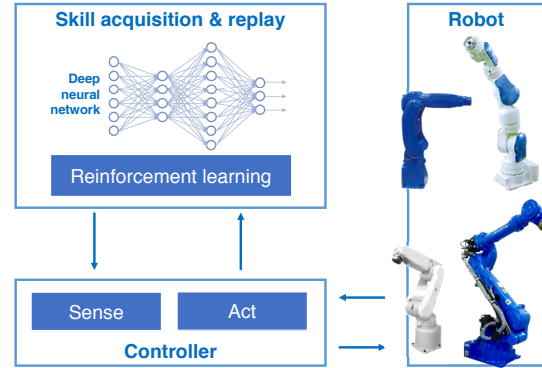 Skill acquisition & replay
Deep
neural
network
Reinforcement learning
Robot
Sense
Act
Controller